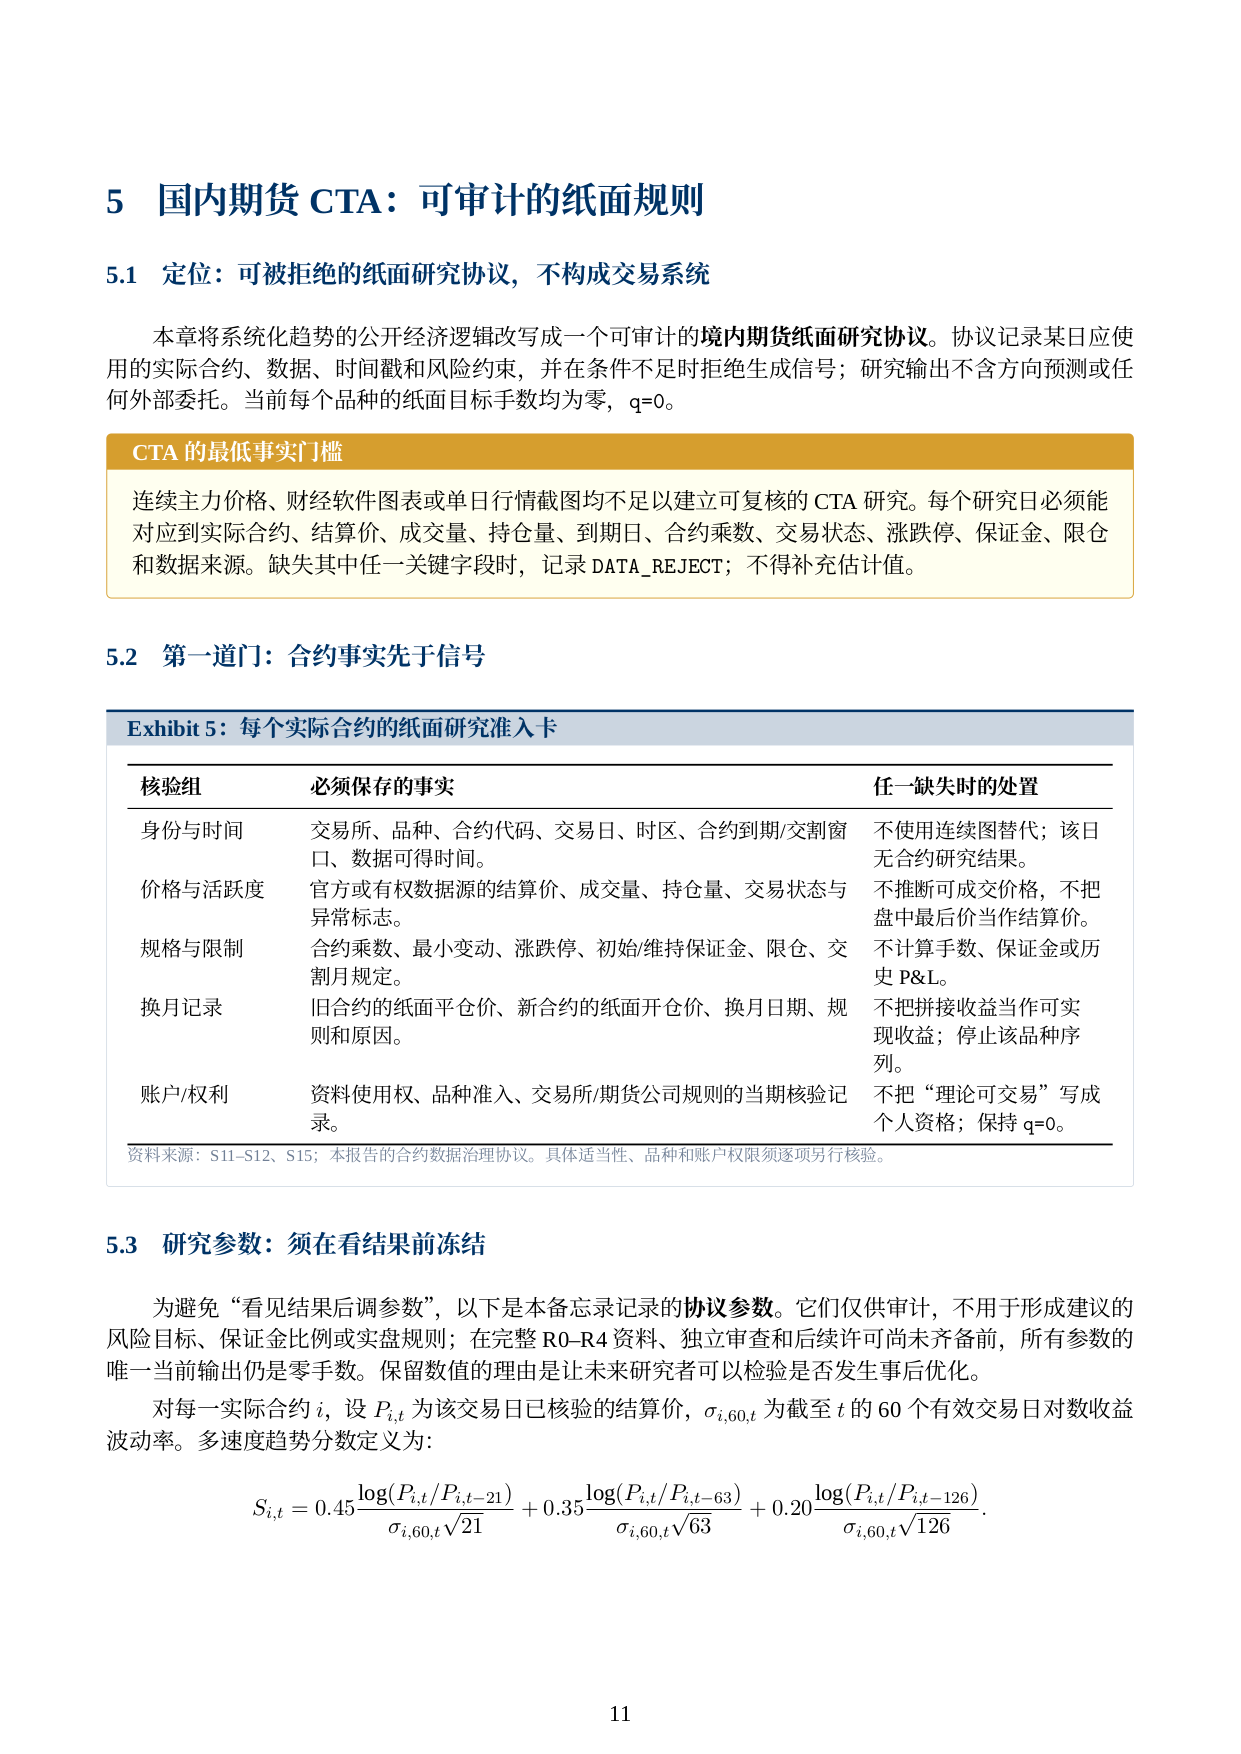 5 国内期货 CTA：可审计的纸面规则
5.1 定位：可被拒绝的纸面研究协议，不构成交易系统
本章将系统化趋势的公开经济逻辑改写成一个可审计的境内期货纸面研究协议。协议记录某日应使
用的实际合约、数据、时间戳和风险约束，并在条件不足时拒绝生成信号；研究输出不含方向预测或任
何外部委托。当前每个品种的纸面目标手数均为零，q=0。
CTA 的最低事实门槛
连续主力价格、财经软件图表或单日行情截图均不足以建立可复核的 CTA 研究。每个研究日必须能
对应到实际合约、结算价、成交量、持仓量、到期日、合约乘数、交易状态、涨跌停、保证金、限仓
和数据来源。缺失其中任一关键字段时，记录 DATA_REJECT；不得补充估计值。
5.2 第一道门：合约事实先于信号
Exhibit 5：每个实际合约的纸面研究准入卡
核验组 必须保存的事实 任一缺失时的处置
身份与时间 交易所、品种、合约代码、交易日、时区、合约到期/交割窗 不使用连续图替代；该日
口、数据可得时间。 无合约研究结果。
价格与活跃度 官方或有权数据源的结算价、成交量、持仓量、交易状态与 不推断可成交价格，不把
异常标志。 盘中最后价当作结算价。
规格与限制 合约乘数、最小变动、涨跌停、初始/维持保证金、限仓、交 不计算手数、保证金或历
割月规定。 史 P&L。
换月记录 旧合约的纸面平仓价、新合约的纸面开仓价、换月日期、规 不把拼接收益当作可实
则和原因。 现收益；停止该品种序
列。
账户/权利 资料使用权、品种准入、交易所/期货公司规则的当期核验记 不把“理论可交易”写成
录。 个人资格；保持 q=0。
资料来源：S11–S12、S15；本报告的合约数据治理协议。具体适当性、品种和账户权限须逐项另行核验。
5.3 研究参数：须在看结果前冻结
为避免“看见结果后调参数”，以下是本备忘录记录的协议参数。它们仅供审计，不用于形成建议的
风险目标、保证金比例或实盘规则；在完整 R0–R4 资料、独立审查和后续许可尚未齐备前，所有参数的
唯一当前输出仍是零手数。保留数值的理由是让未来研究者可以检验是否发生事后优化。
对每一实际合约 i，设 P_{i,t} 为该交易日已核验的结算价，σ_{i,60,t} 为截至 t 的 60 个有效交易日对数收益
波动率。多速度趋势分数定义为：
S_{i,t} = 0.45 log(P_{i,t}/P_{i,t−21}) / (σ_{i,60,t}√21) + 0.35 log(P_{i,t}/P_{i,t−63}) / (σ_{i,60,t}√63) + 0.20 log(P_{i,t}/P_{i,t−126}) / (σ_{i,60,t}√126).
11